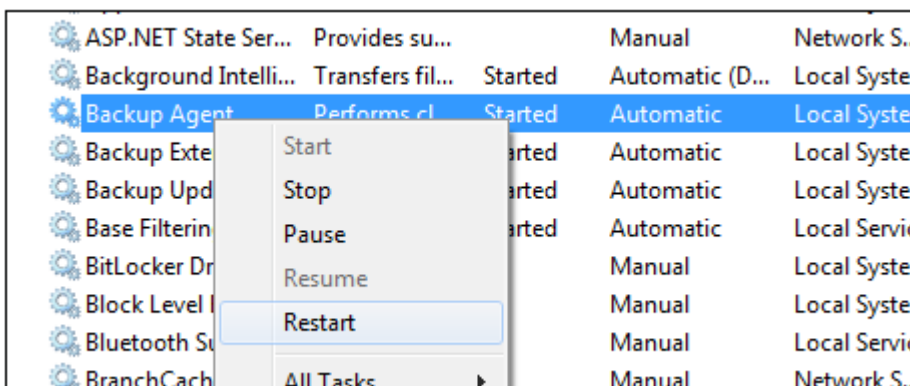 ASP.NET State Ser... Provides su... Manual Network S..
Background Intelli... Transfers fil... Started Automatic (D... Local Syste
Backup Agent Performs cl Started Automatic Local Syste
Backup Exte arted Automatic Local Syste
Backup Upd arted Automatic Local Syste
Base Filterin arted Automatic Local Servi
BitLocker Dr Manual Local Syste
Block Level Manual Local Syste
Bluetooth Su Manual Local Servi
BranchCach Manual Network S..
Start
Stop
Pause
Resume
Restart
All Tasks